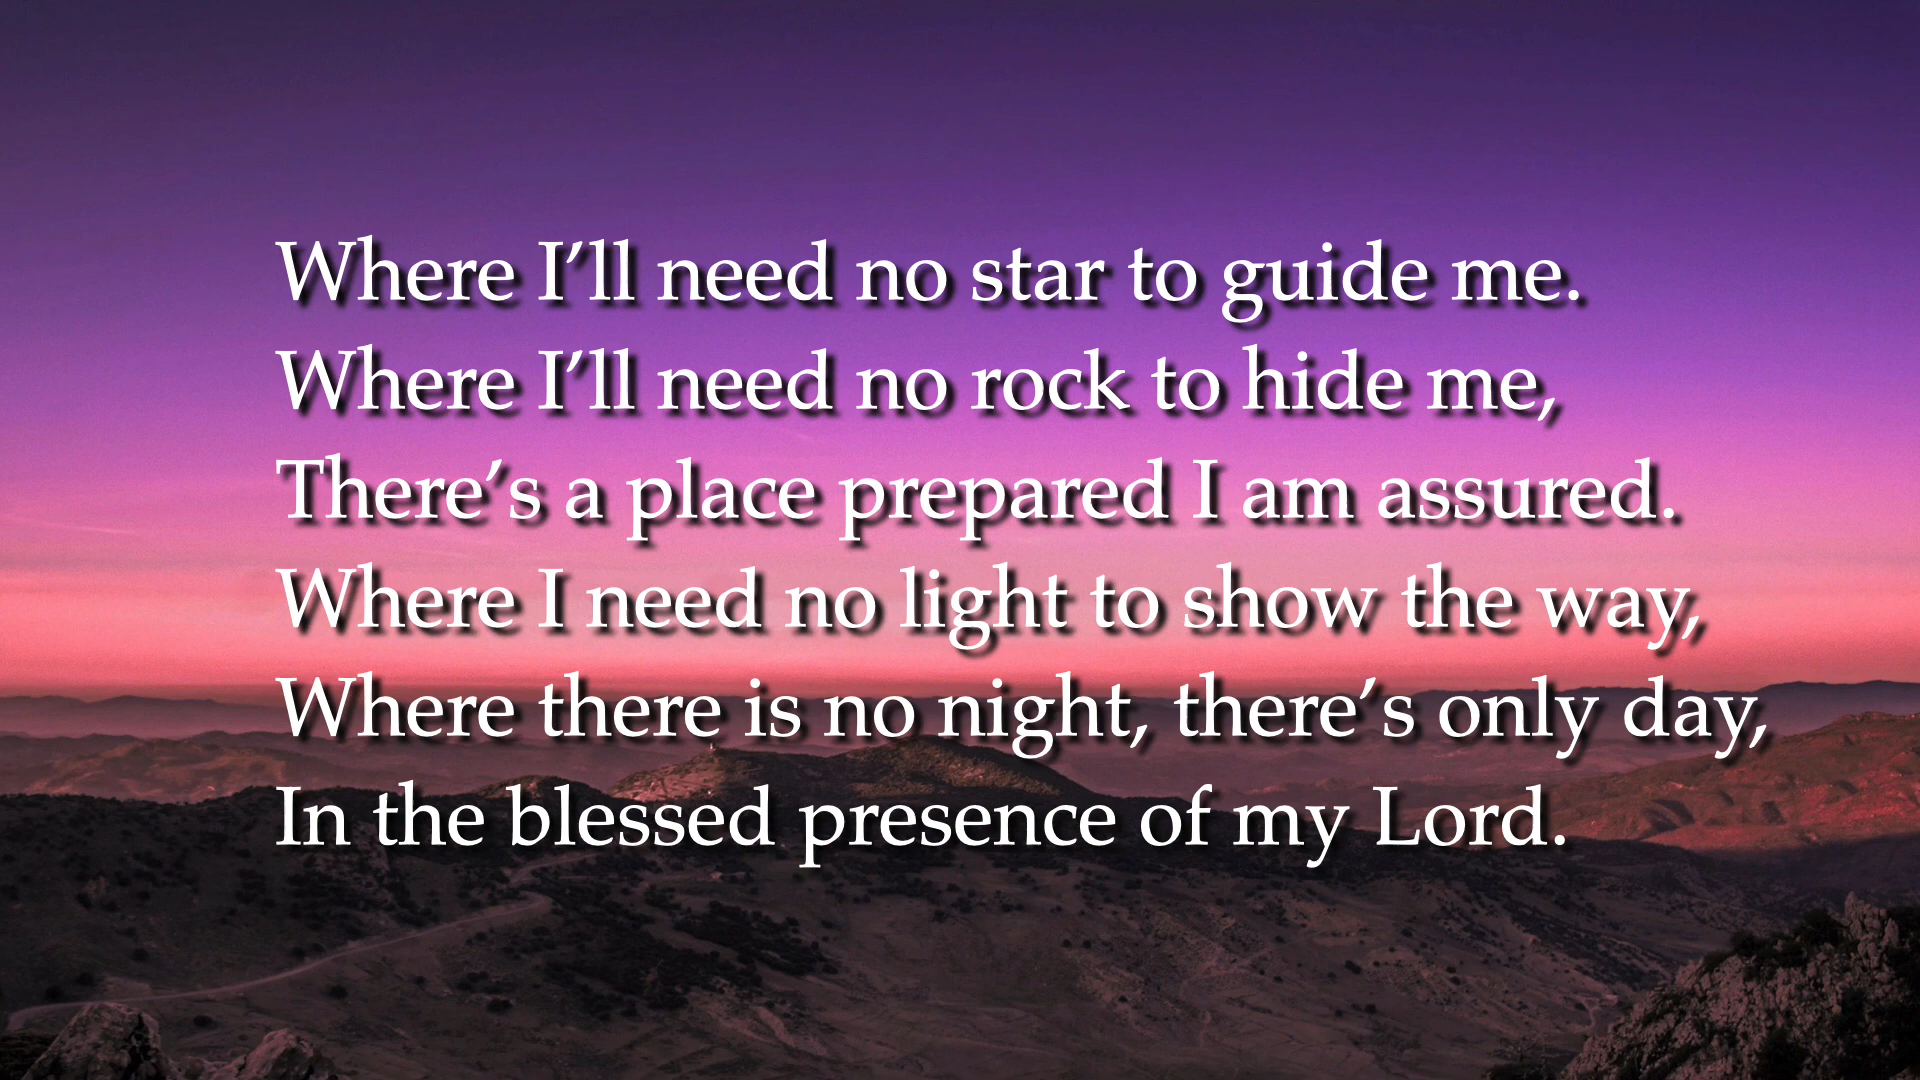 Where I’ll need no star to guide me.
Where I’ll need no rock to hide me,
There’s a place prepared I am assured.
Where I need no light to show the way,
Where there is no night, there’s only day,
In the blessed presence of my Lord.